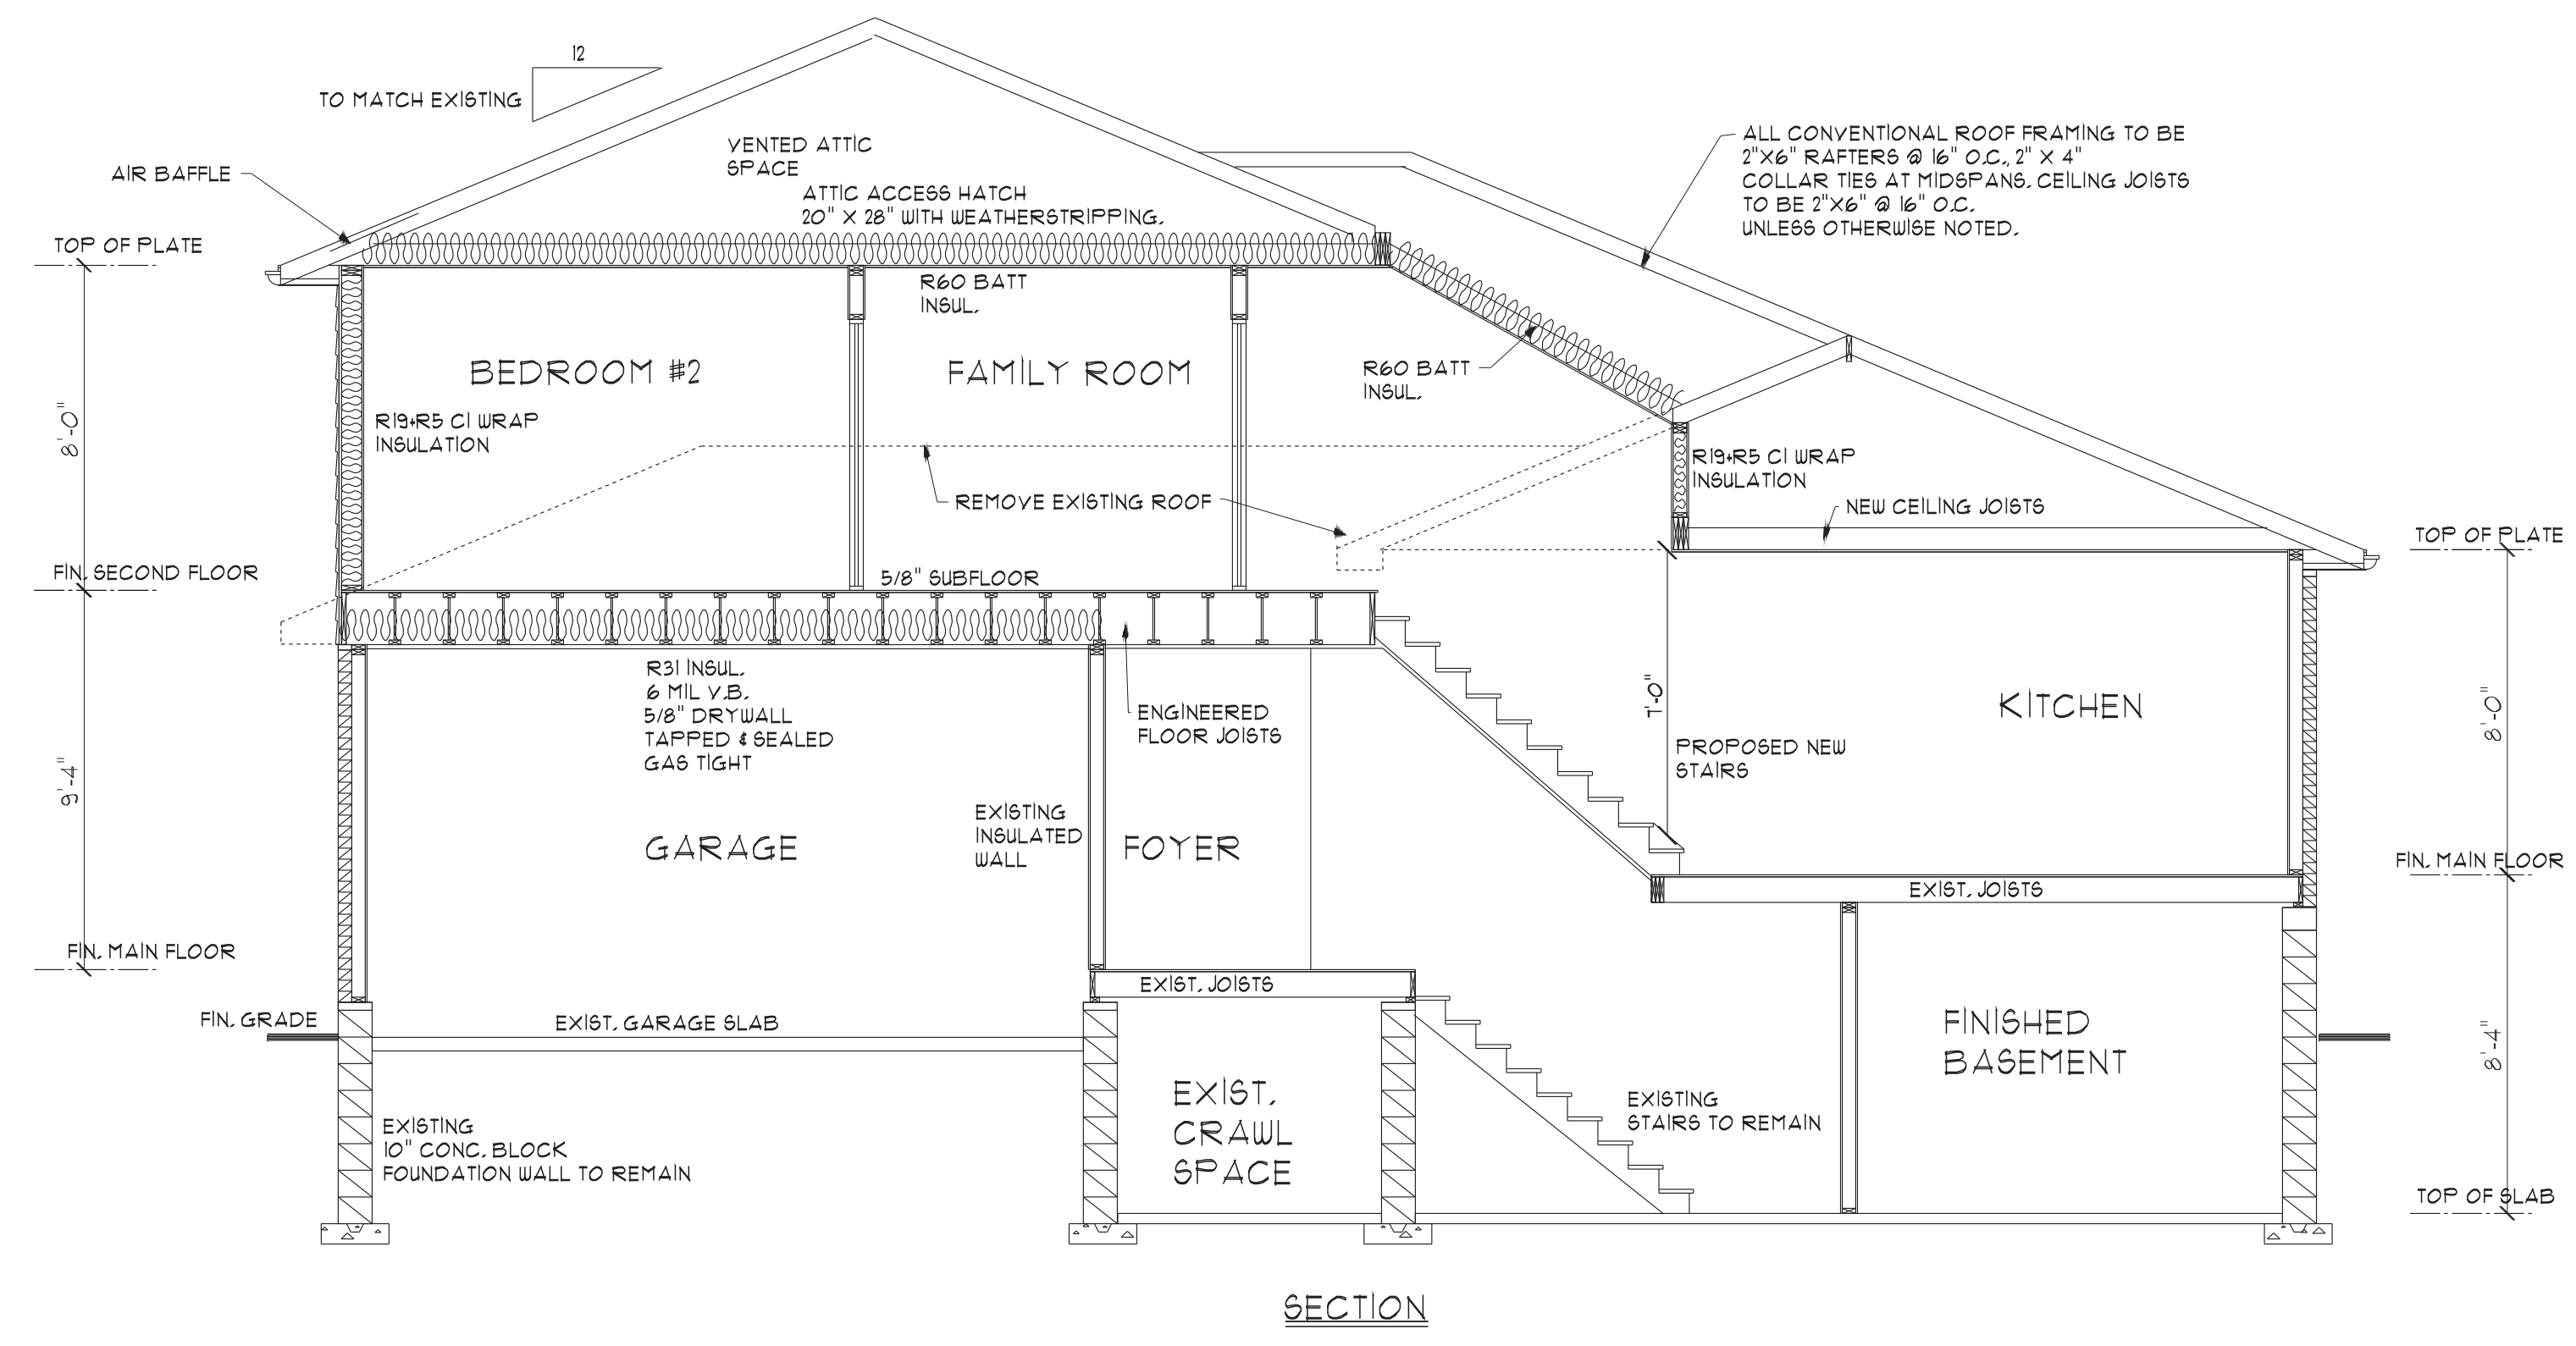 12
TO MATCH EXISTING
AIR BAFFLE
VENTED ATTIC
SPACE
ATTIC ACCESS HATCH
20" X 28" WITH WEATHERSTRIPPING.
ALL CONVENTIONAL ROOF FRAMING TO BE
2"X6" RAFTERS @ 16" O.C., 2" X 4"
COLLAR TIES AT MIDSPANS. CEILING JOISTS
TO BE 2"X6" @ 16" O.C.
UNLESS OTHERWISE NOTED.
TOP OF PLATE
R60 BATT
INSUL.
BEDROOM #2
FAMILY ROOM
R60 BATT
INSUL.
8'-0"
R19+R5 CI WRAP
INSULATION
R19+R5 CI WRAP
INSULATION
REMOVE EXISTING ROOF
NEW CEILING JOISTS
TOP OF PLATE
FIN. SECOND FLOOR
5/8" SUBFLOOR
R31 INSUL.
6 MIL V.B.
5/8" DRYWALL
TAPPED & SEALED
GAS TIGHT
ENGINEERED
FLOOR JOISTS
7'-0"
KITCHEN
8'-0"
PROPOSED NEW
STAIRS
9'-4"
EXISTING
INSULATED
WALL
GARAGE
FOYER
FIN. MAIN FLOOR
EXIST. JOISTS
FIN. MAIN FLOOR
EXIST. JOISTS
FIN. GRADE
EXIST. GARAGE SLAB
FINISHED
BASEMENT
8'-4"
EXIST.
CRAWL
SPACE
EXISTING
STAIRS TO REMAIN
EXISTING
10" CONC. BLOCK
FOUNDATION WALL TO REMAIN
TOP OF SLAB
SECTION